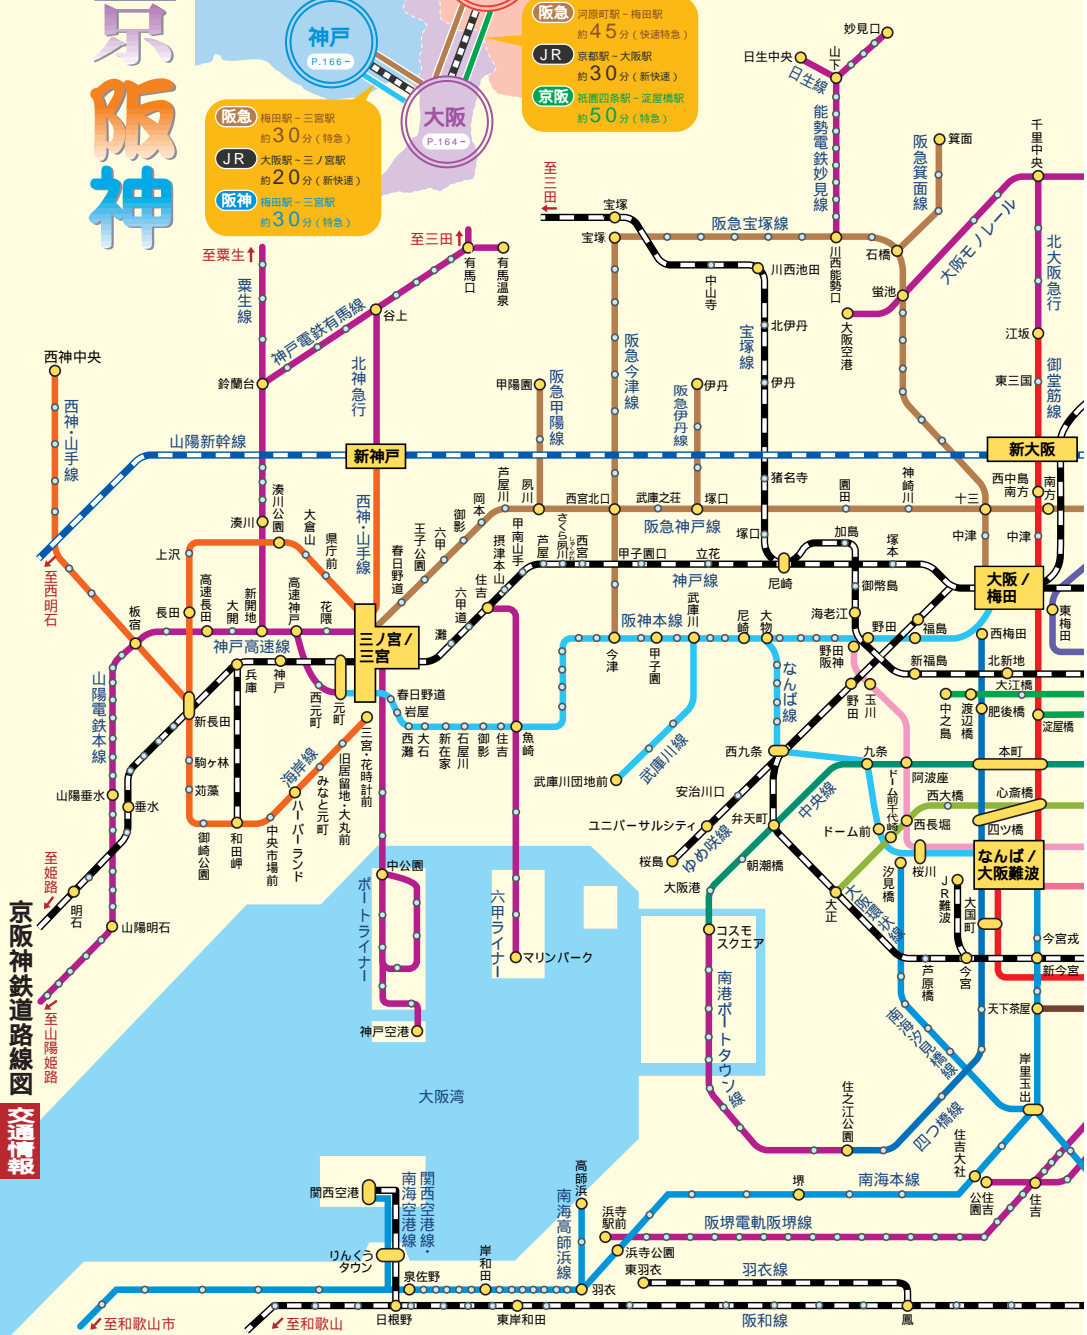 京阪神
神戸
P.166~
大阪
P.164~
阪急
河原町駅~梅田駅
約45分(快速特急)
JR
京都駅~大阪駅
約30分(新快速)
京阪
祇園四条駅~淀屋橋駅
約50分(特急)
阪急
梅田駅~三宮駅
約30分(特急)
JR
大阪駅~三ノ宮駅
約20分(新快速)
阪神
梅田駅~三宮駅
約30分(特急)
妙見口
日生中央
山下
日生線
能勢電鉄妙見線
阪急箕面線
箕面
千里中央
至三田
宝塚
宝塚
阪急宝塚線
石橋
大阪モノレール
北大阪急行
至粟生
至三田
有馬口
有馬温泉
粟生線
神戸電鉄有馬線
谷上
川西池田
中山寺
川西能勢口
蛍池
大阪空港
北伊丹
宝塚線
伊丹
江坂
東三国
御堂筋線
西神中央
西神・山手線
鈴蘭台
北神急行
甲陽園
阪急甲陽線
阪急今津線
阪急伊丹線
伊丹
山陽新幹線
新神戸
新大阪
西中島
南方
南方
猪名寺
湊川公園
湊川
大倉山
県庁前
西神・山手線
芦屋川
夙川
岡本
御影
六甲
王子公園
春日野道
西宮北口
武庫之荘
塚口
園田
神崎川
十三
阪急神戸線
中津
中津
上沢
至西明石
板宿
長田
高速長田
大開
新開地
高速神戸
花隈
摂津本山
甲南山手
芦屋
さくら夙川
西宮
甲子園口
立花
神戸線
塚口
加島
塚本
尼崎
御幣島
大阪/
梅田
東梅田
住吉
六甲道
灘
三ノ宮/
三宮
神戸高速線
兵庫
神戸
西元町
元町
阪神本線
今津
甲子園
武庫川
尼崎
大物
海老江
野田
福島
西梅田
野田
阪神
新福島
北新地
大江橋
なんば線
野田
玉川
中之島
渡辺橋
肥後橋
淀屋橋
山陽電鉄本線
新長田
駒ヶ林
苅藻
海岸線
みなと元町
旧居留地・大丸前
三宮・花時計前
ハーバーランド
中央市場前
和田岬
御崎公園
春日野道
岩屋
西灘
大石
新在家
石屋川
御影
住吉
魚崎
武庫川団地前
武庫川線
西九条
九条
本町
安治川口
中央線
ドーム前千代崎
阿波座
西大橋
心斎橋
四ツ橋
ユニバーサルシティ
桜島
ゆめ咲線
弁天町
朝潮橋
大阪港
ドーム前
西長堀
桜川
汐見橋
なんば/
大阪難波
JR難波
大国町
山陽垂水
垂水
至姫路
明石
山陽明石
至山陽姫路
京阪神鉄道路線図
交通情報
中公園
ポートライナー
神戸空港
六甲ライナー
マリンパーク
コスモ
スクエア
大正
大阪環状線
今宮戎
新今宮
今宮
芦原橋
天下茶屋
南港ポートタウン線
南海汐見橋線
岸里玉出
住之江公園
四つ橋線
大阪湾
住吉大社
住吉公園
住吉
高師浜
南海高師浜線
堺
南海本線
浜寺
駅前
阪堺電軌阪堺線
浜寺公園
関西空港
南海空港線
関西空港線・
りんくう
タウン
泉佐野
岸和田
羽衣
東羽衣
羽衣線
至和歌山市
至和歌山
日根野
東岸和田
阪和線
鳳